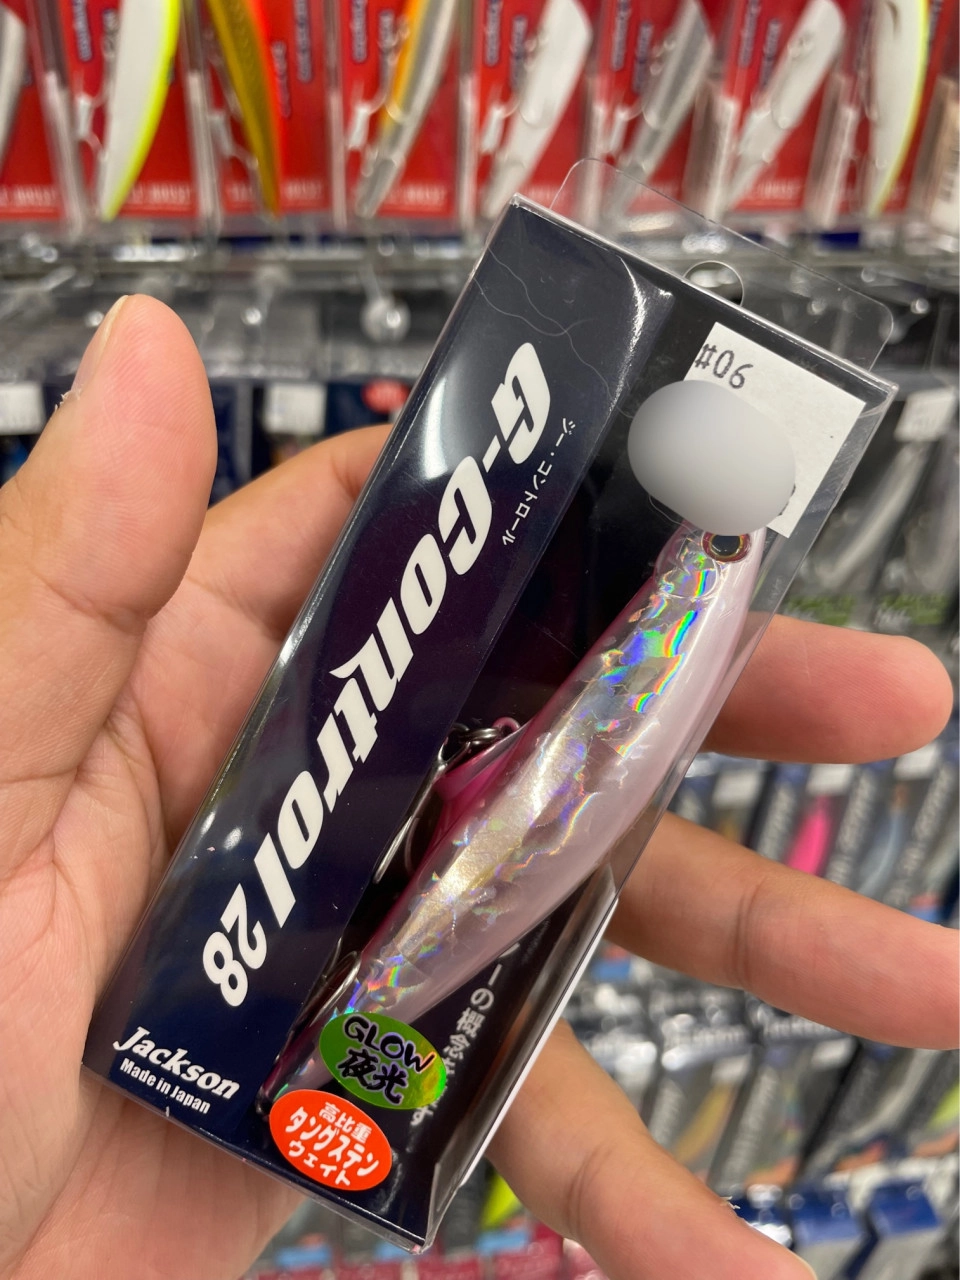 #06
G-Control 28
ジー・コントロール
Jackson
Made in Japan
GLOW
夜光
高比重
タングステン
ウェイト